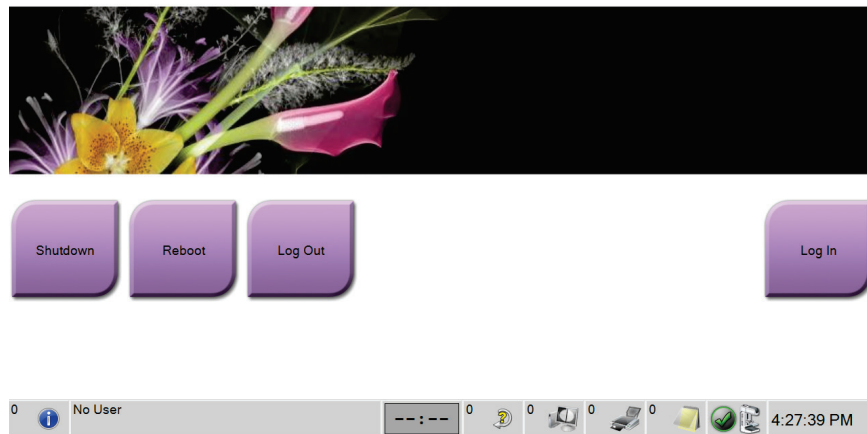 Shutdown
Reboot
Log Out
Log In
0
No User
--:--
0
0
0
0
4:27:39 PM